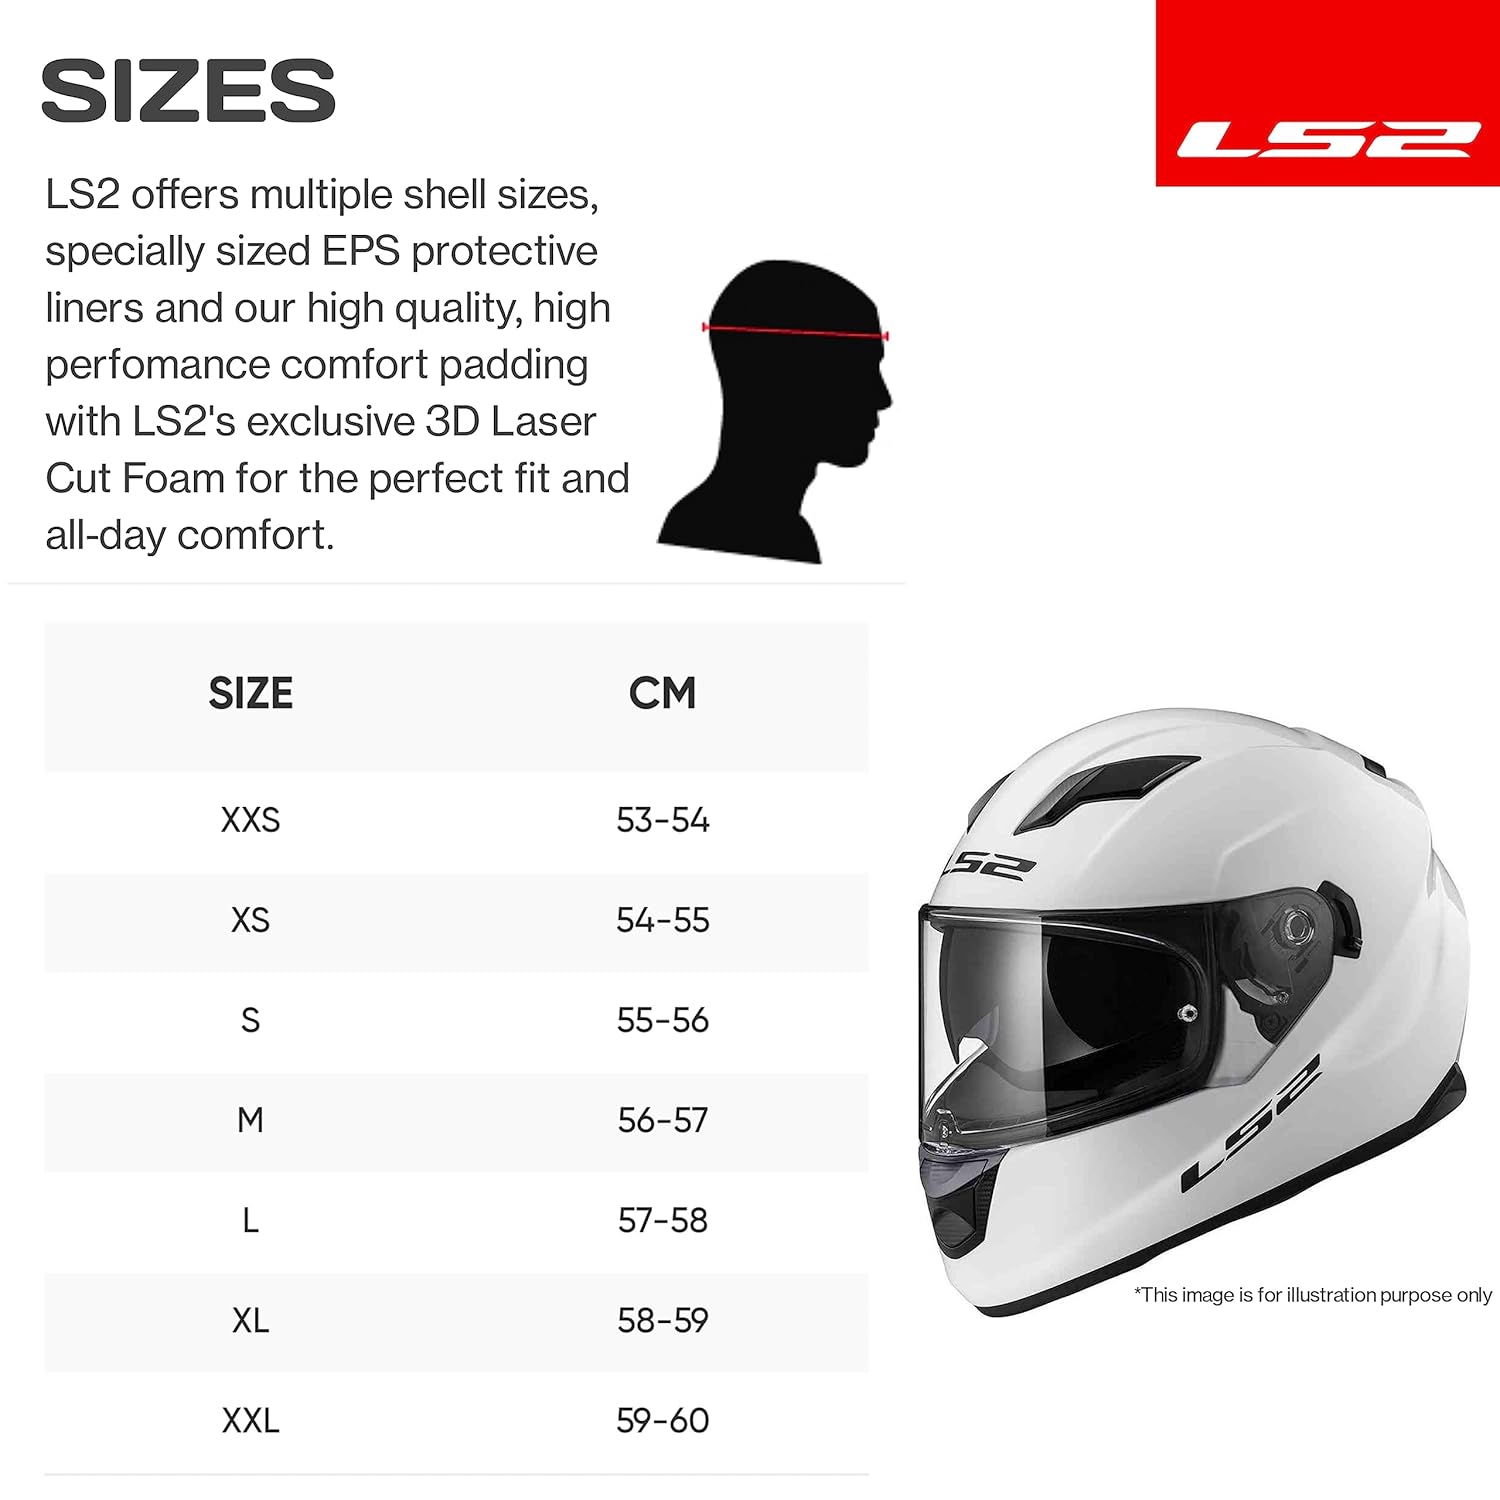 SIZES
LS2
LS2 offers multiple shell sizes,
specially sized EPS protective
liners and our high quality, high
perfomance comfort padding
with LS2's exclusive 3D Laser
Cut Foam for the perfect fit and
all-day comfort.
SIZE CM
XXS 53-54
XS 54-55
S 55-56
M 56-57
L 57-58
XL 58-59
XXL 59-60
LS2
LS2
*This image is for illustration purpose only